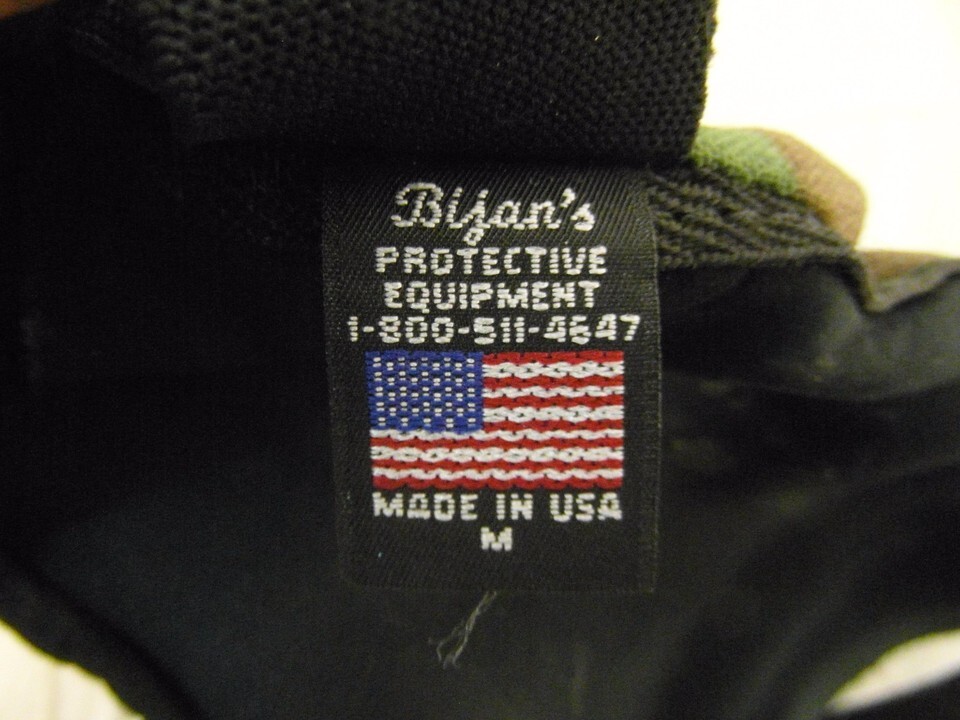 Bijan's
PROTECTIVE
EQUIPMENT
1-800-511-4647
MADE IN USA
M